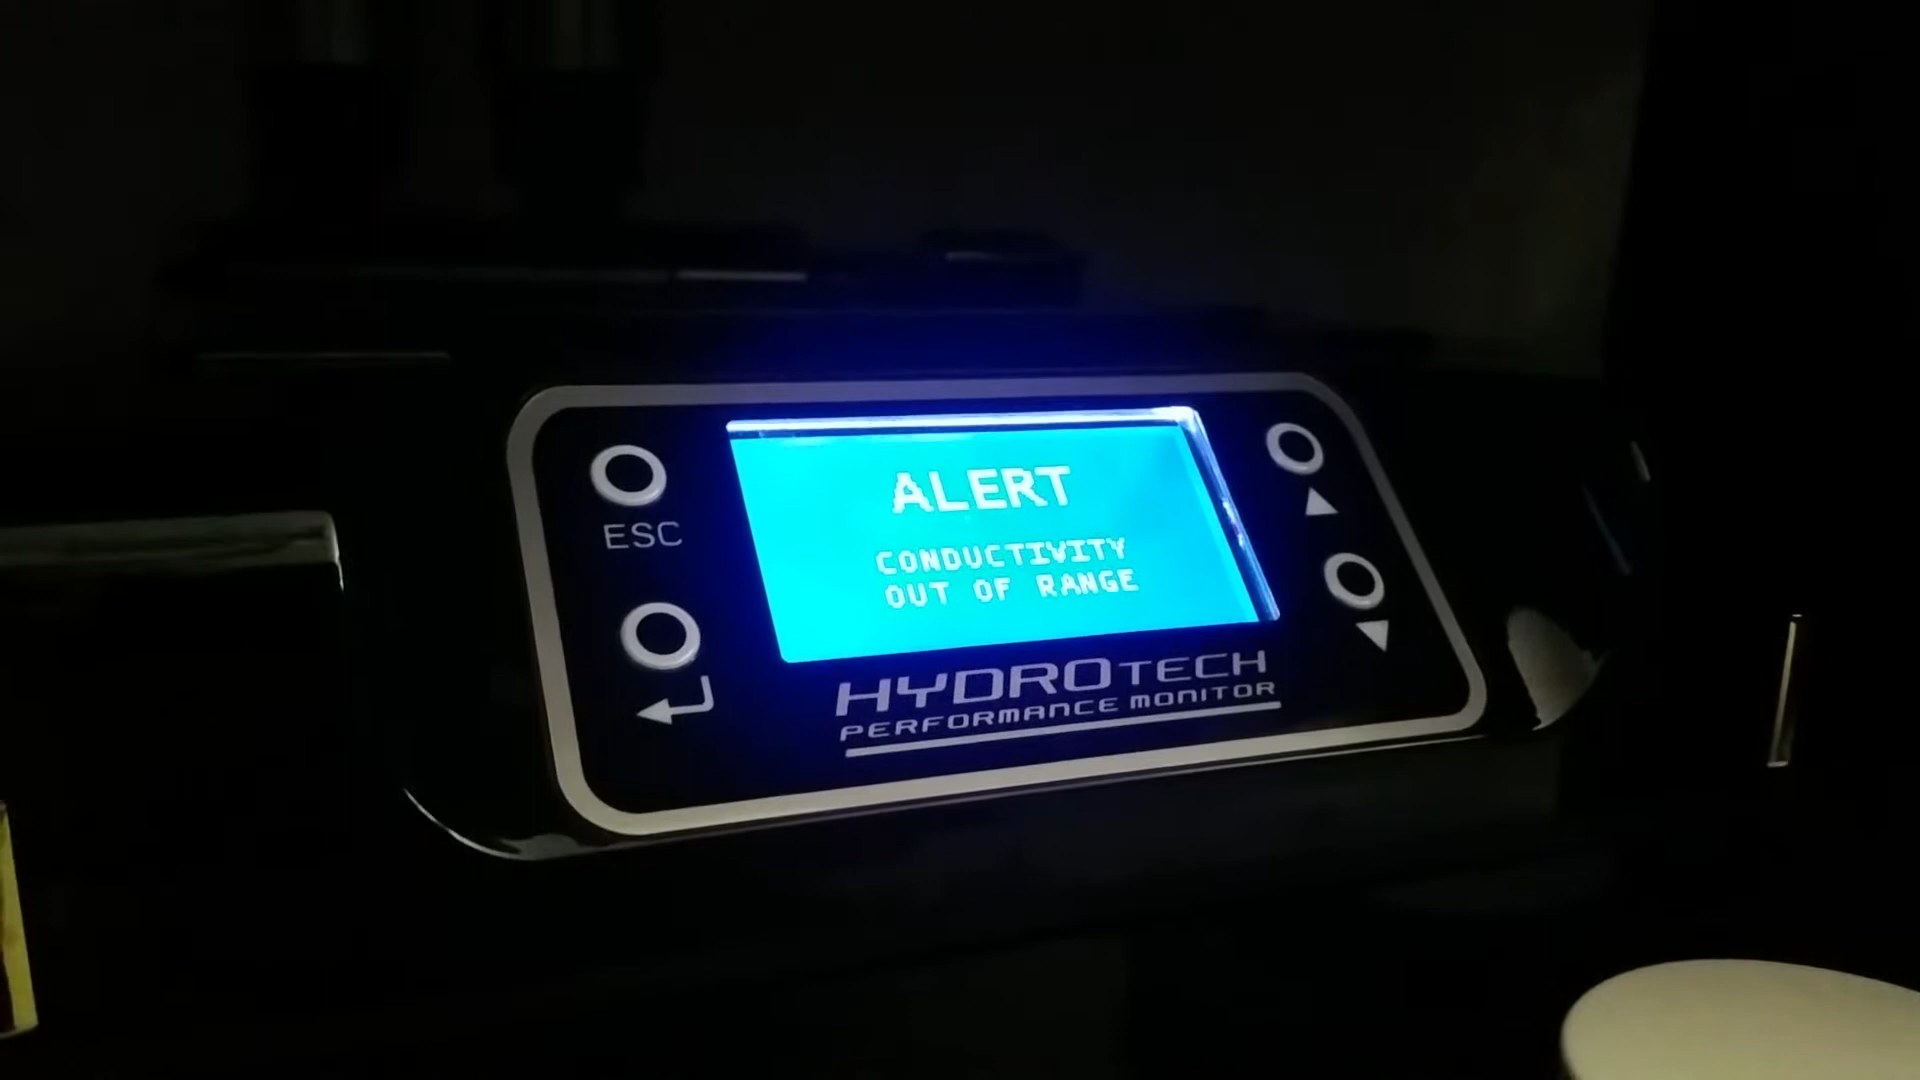 ALERT
CONDUCTIVITY
OUT OF RANGE
ESC
HYDROTECH
PERFORMANCE MONITOR